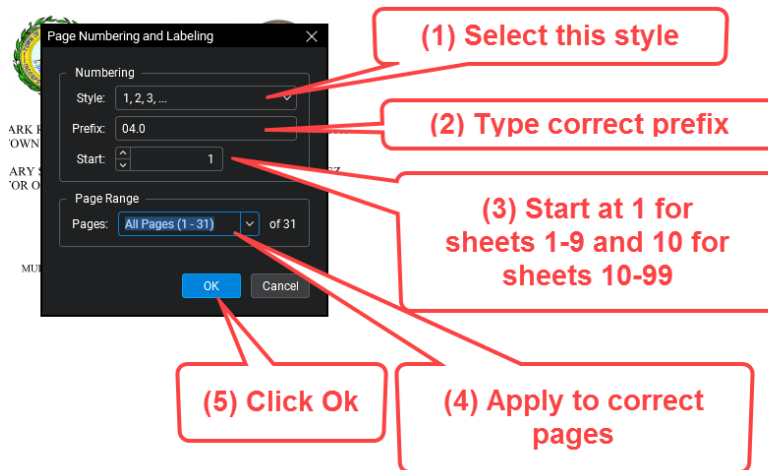 Page Numbering and Labeling
(1) Select this style
Numbering
Style: 1, 2, 3, ...
Prefix: 04.0
(2) Type correct prefix
Start: 1
Page Range
Pages: All Pages (1 - 31) of 31
(3) Start at 1 for
sheets 1-9 and 10 for
sheets 10-99
OK Cancel
(5) Click Ok
(4) Apply to correct
pages